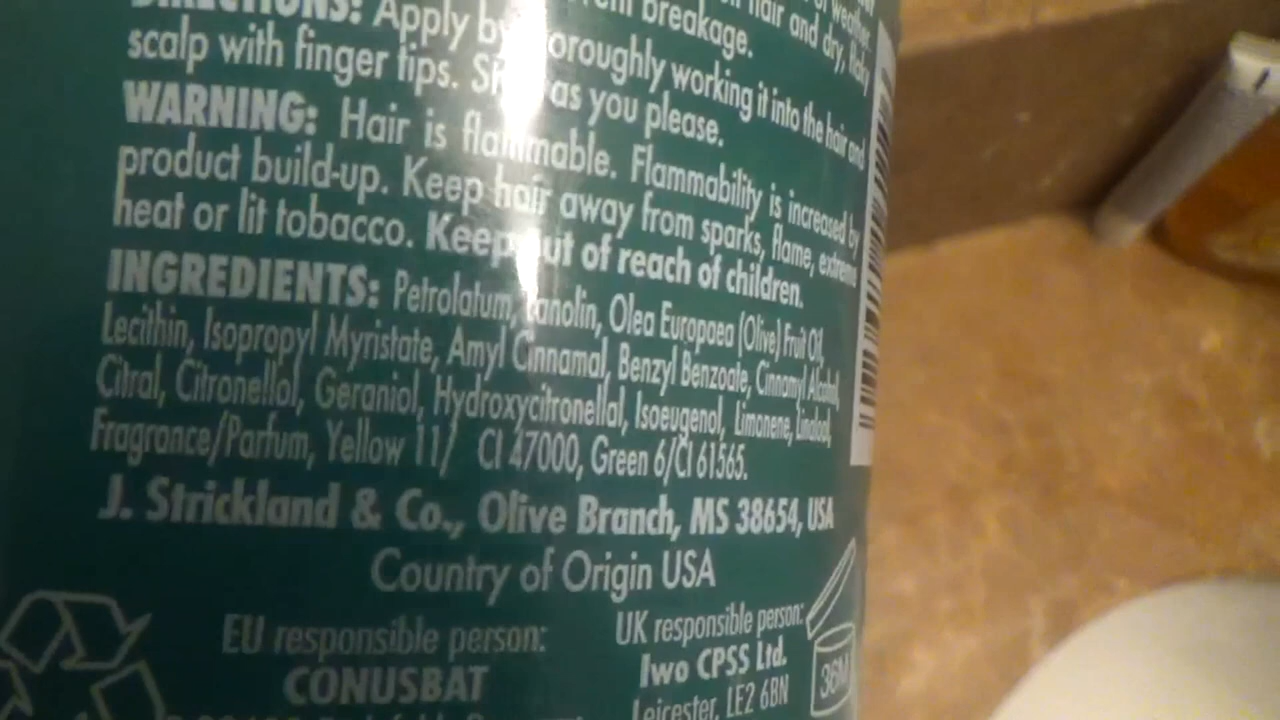 DIRECTIONS: Apply by thoroughly working it into the hair and
scalp with finger tips. as you please.
WARNING: Hair is flammable. Flammability is increased by
product build-up. Keep hair away from sparks, flame, extreme
heat or lit tobacco. Keep out of reach of children.
INGREDIENTS: Petrolatum, Lanolin, Olea Europaea (Olive) Fruit Oil,
Lecithin, Isopropyl Myristate, Amyl Cinnamal, Benzyl Benzoate, Cinnamyl Alcohol,
Citral, Citronellol, Geraniol, Hydroxycitronellal, Isoeugenol, Limonene, Linalool,
Fragrance/Parfum, Yellow 11/ CI 47000, Green 6/CI 61565.
J. Strickland & Co., Olive Branch, MS 38654, USA
Country of Origin USA
EU responsible person:
CONUSBAT
UK responsible person:
Iwo CPSS Ltd.
Leicester, LE2 6BN
36M
of weather
hair and dry, flaky
breakage.